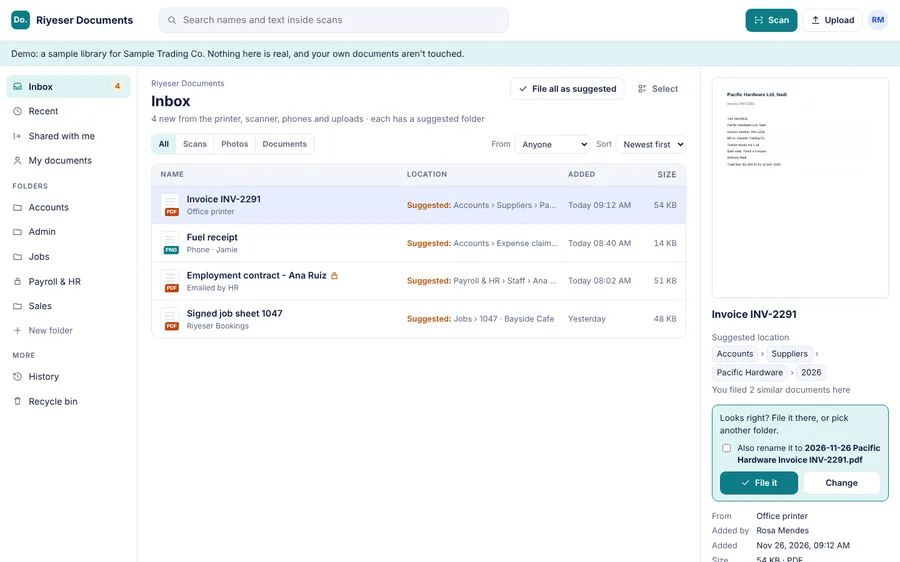 Do. Riyeser Documents
Search names and text inside scans
Scan
Upload
RM
Demo: a sample library for Sample Trading Co. Nothing here is real, and your own documents aren't touched.
Inbox 4
Recent
Shared with me
My documents
FOLDERS
Accounts
Admin
Jobs
Payroll & HR
Sales
New folder
MORE
History
Recycle bin
Riyeser Documents
Inbox
4 new from the printer, scanner, phones and uploads · each has a suggested folder
File all as suggested
Select
All Scans Photos Documents
From Anyone Sort Newest first
NAME LOCATION ADDED SIZE
PDF Invoice INV-2291
Office printer
Suggested: Accounts › Suppliers › Pa... Today 09:12 AM 54 KB
PNG Fuel receipt
Phone · Jamie
Suggested: Accounts › Expense claim... Today 08:40 AM 14 KB
PDF Employment contract - Ana Ruiz
Emailed by HR
Suggested: Payroll & HR › Staff › Ana ... Today 08:02 AM 51 KB
PDF Signed job sheet 1047
Riyeser Bookings
Suggested: Jobs › 1047 · Bayside Cafe Yesterday 48 KB
Pacific Hardware Ltd, Nadi
Invoice INV-2291
TAX INVOICE
Pacific Hardware Ltd, Nadi
Invoice number INV-2291
Invoice INV-2291
Suggested location
Accounts › Suppliers ›
Pacific Hardware › 2026
You filed 2 similar documents here
Looks right? File it there, or pick
another folder.
Also rename it to 2026-11-26 Pacific
Hardware Invoice INV-2291.pdf
File it
Change
From Office printer
Added by Rosa Mendes
Added Nov 26, 2026, 09:12 AM
Size 54 KB · PDF